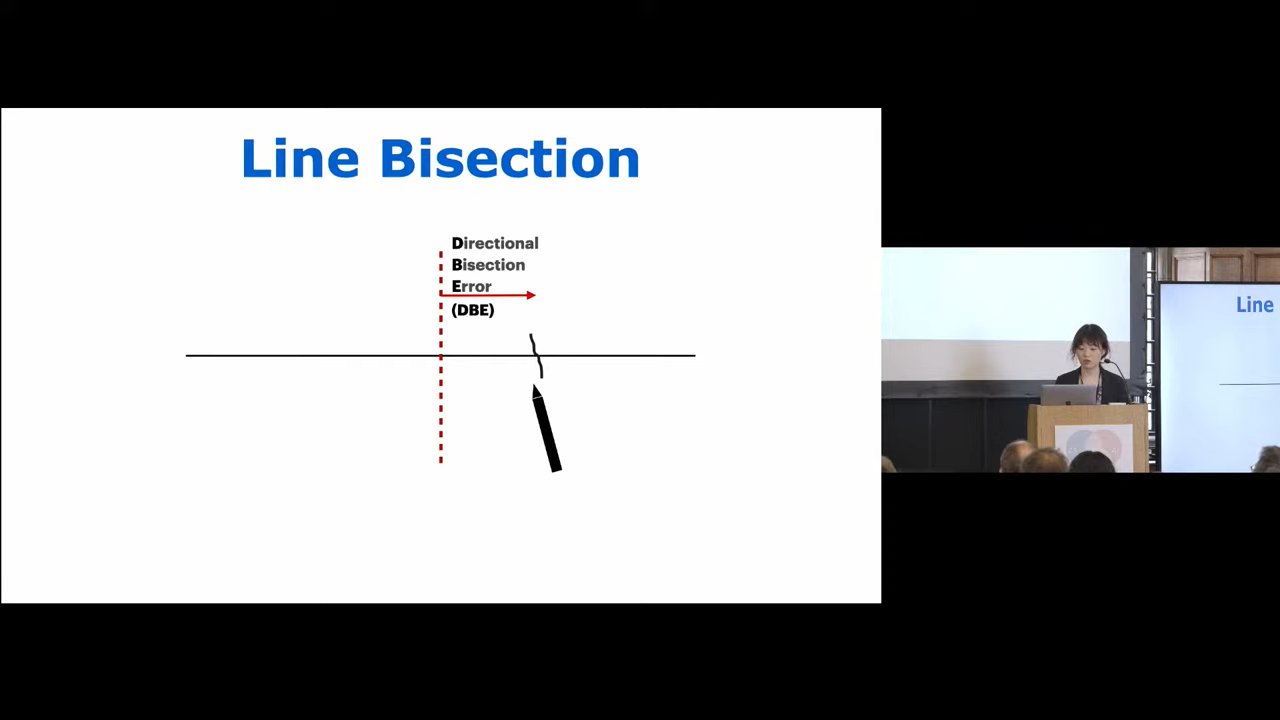 Line Bisection
Directional
Bisection
Error
(DBE)
Line